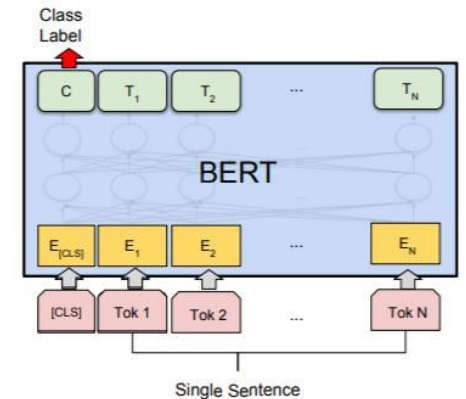 Class
Label
C T1 T2 ... TN
BERT
E[CLS] E1 E2 ... EN
[CLS] Tok 1 Tok 2 ... Tok N
Single Sentence